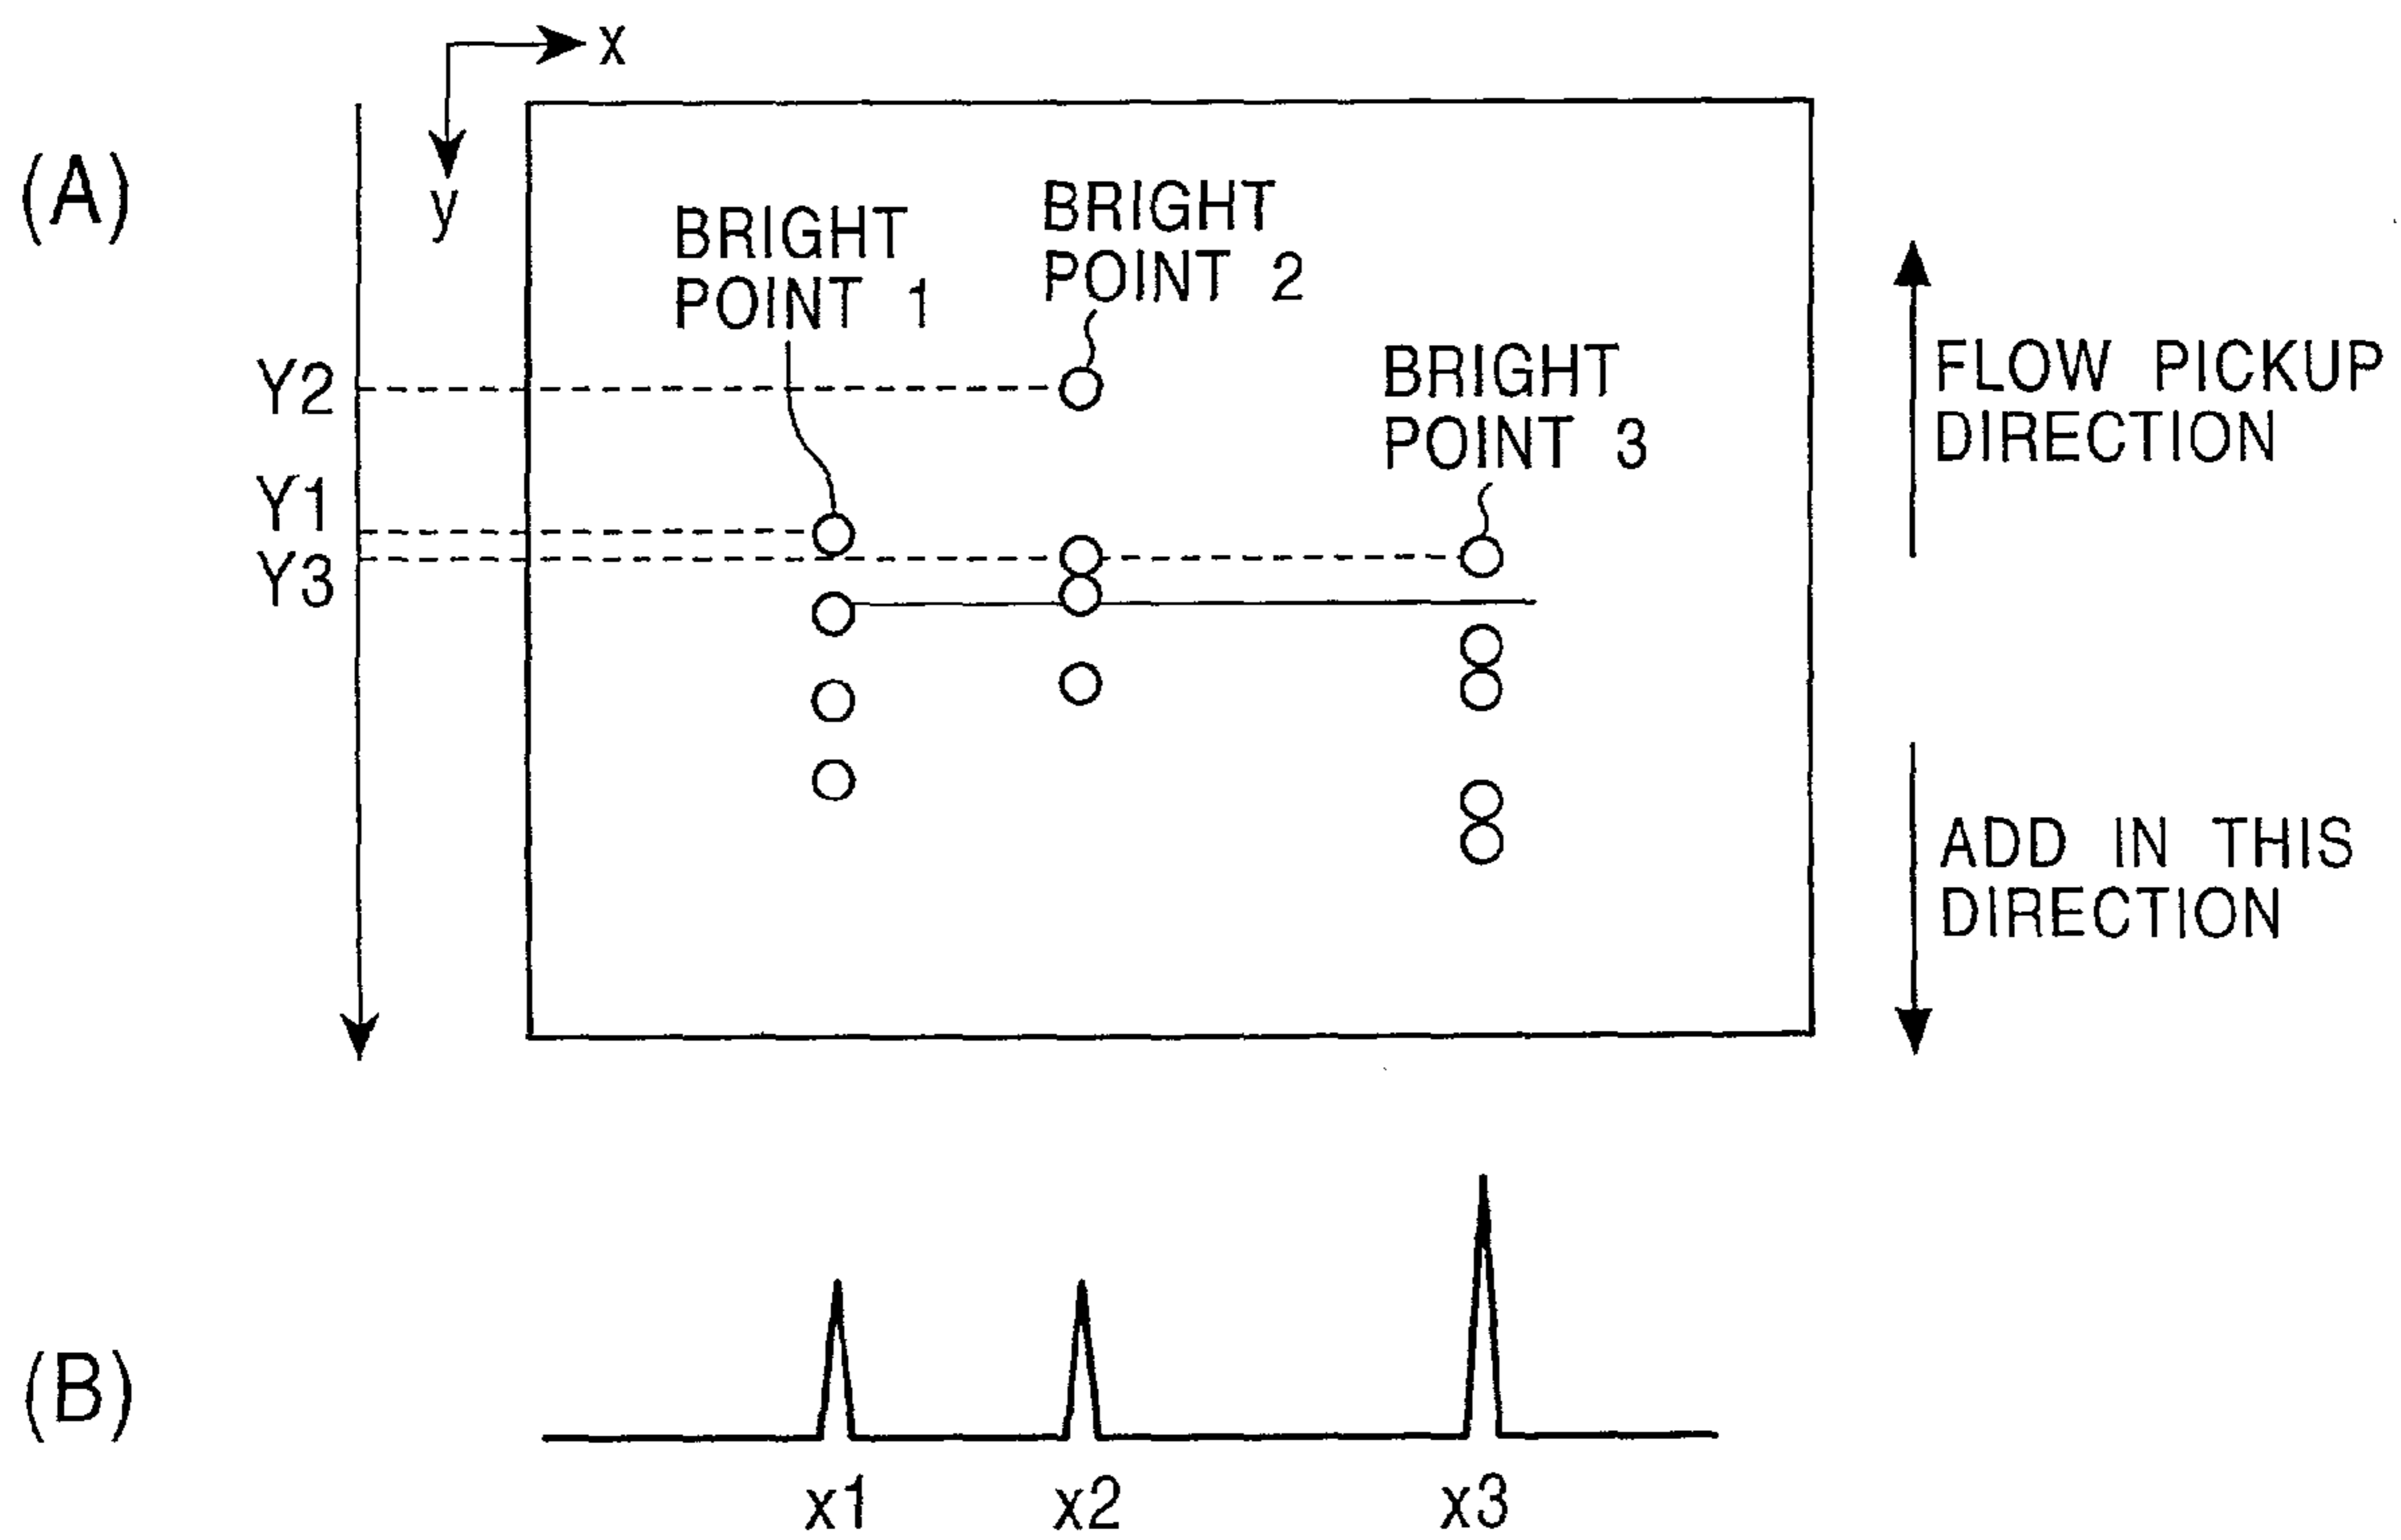 (A)
x
y
BRIGHT
POINT 1
BRIGHT
POINT 2
BRIGHT
POINT 3
Y2
Y1
Y3
FLOW PICKUP
DIRECTION
ADD IN THIS
DIRECTION
(B)
x1
x2
x3